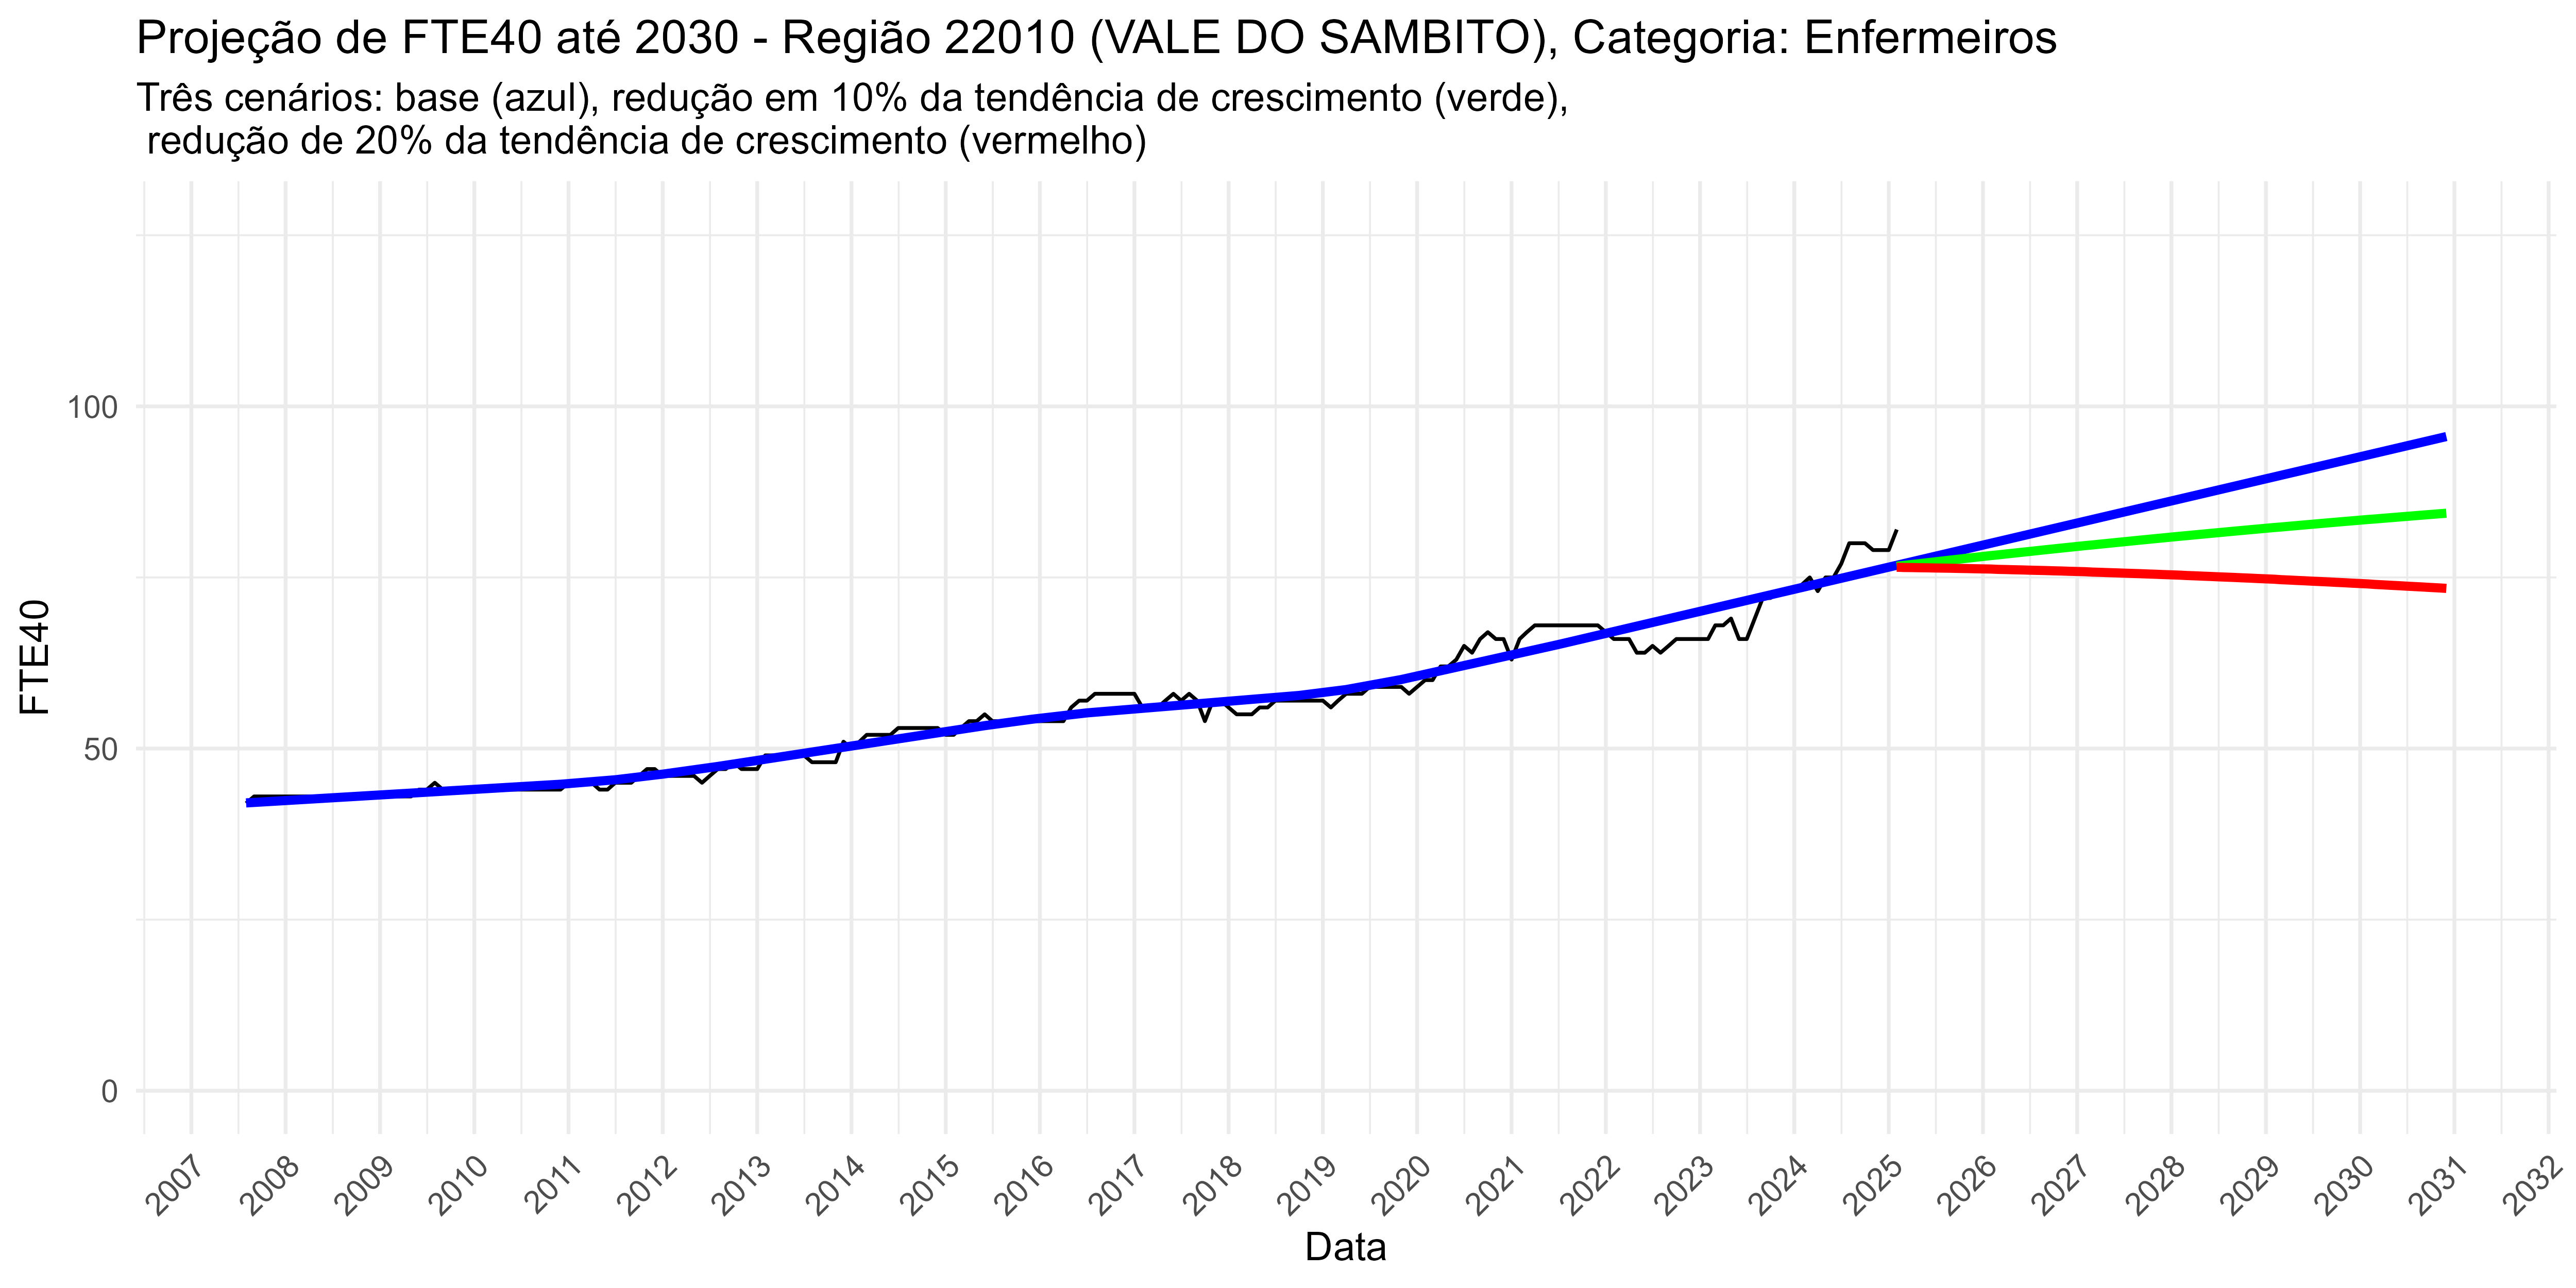 Projeção de FTE40 até 2030 - Região 22010 (VALE DO SAMBITO), Categoria: Enfermeiros
Três cenários: base (azul), redução em 10% da tendência de crescimento (verde),
redução de 20% da tendência de crescimento (vermelho)
FTE40
100
50
0
2007 2008 2009 2010 2011 2012 2013 2014 2015 2016 2017 2018 2019 2020 2021 2022 2023 2024 2025 2026 2027 2028 2029 2030 2031 2032
Data